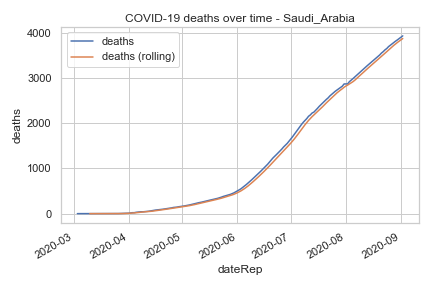 COVID-19 deaths over time - Saudi_Arabia
deaths
deaths (rolling)
4000
3000
2000
1000
0
deaths
2020-03
2020-04
2020-05
2020-06
2020-07
2020-08
2020-09
dateRep